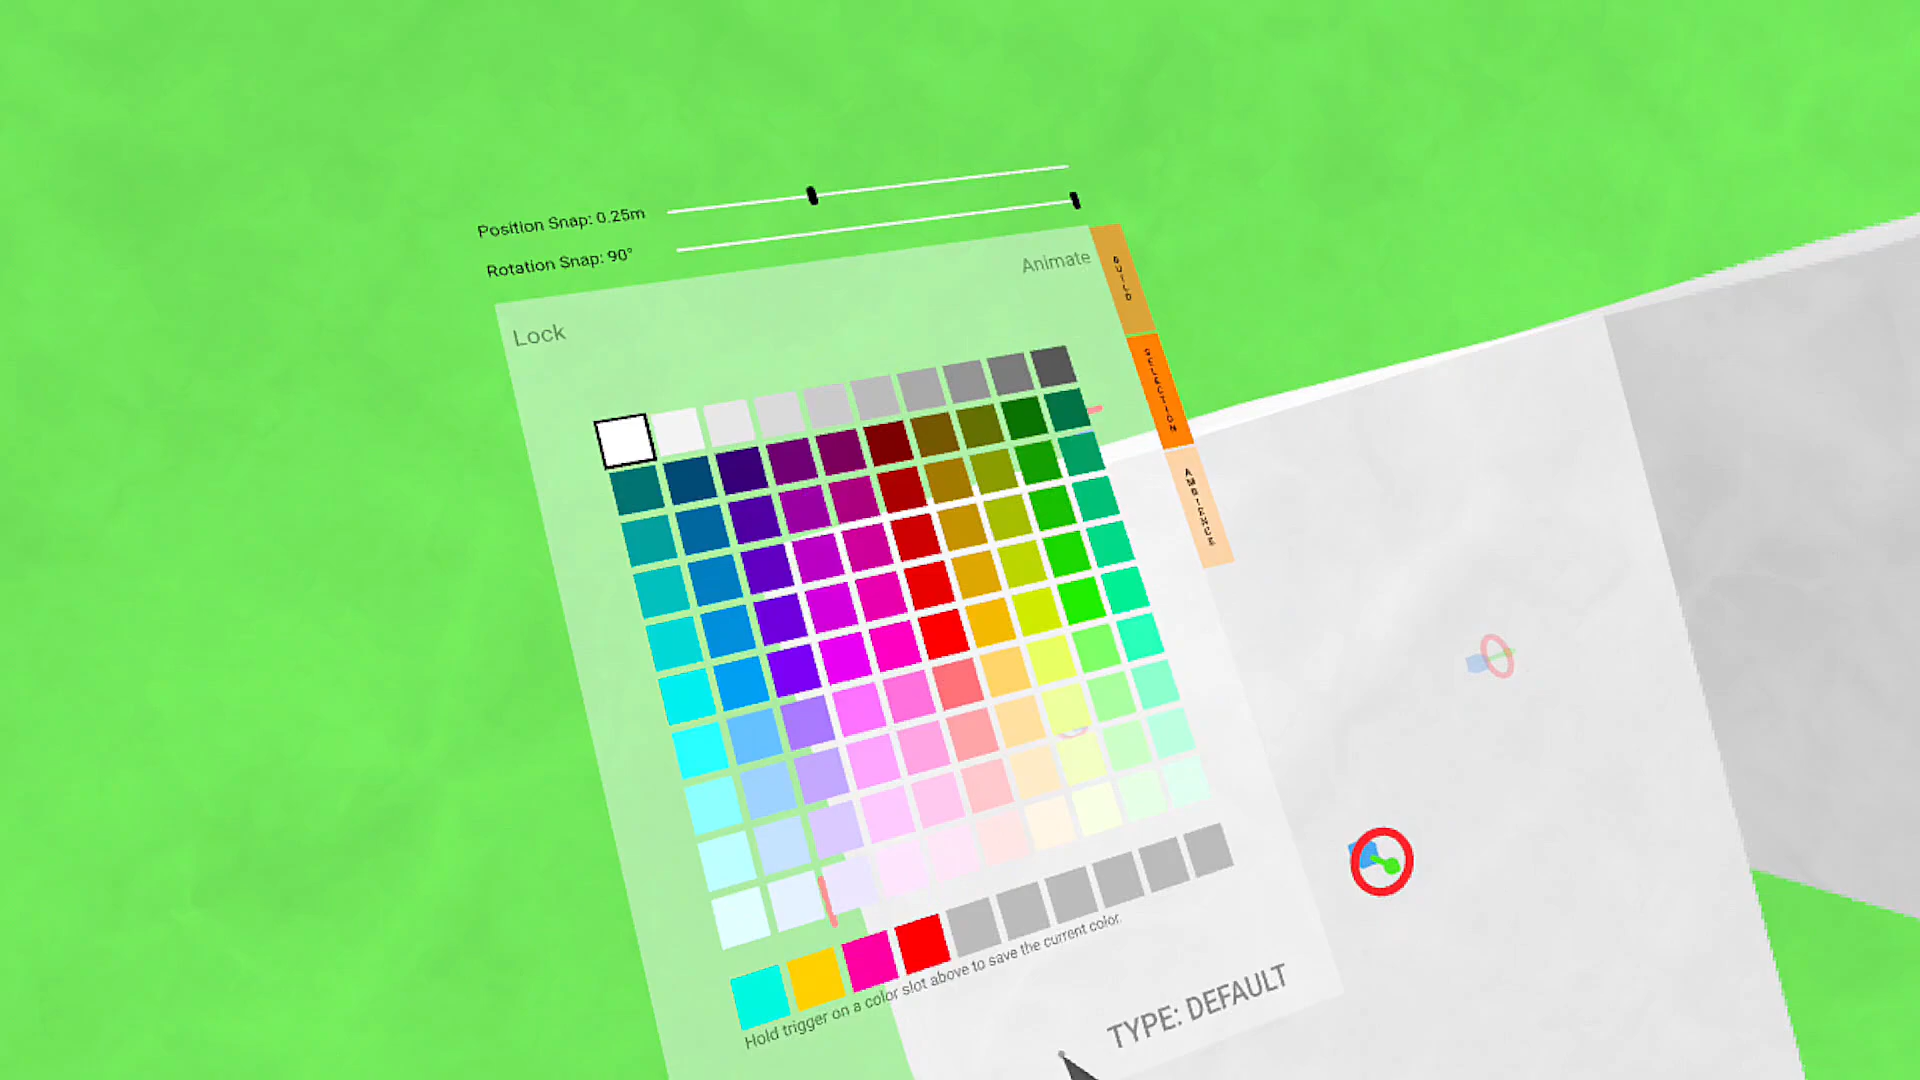 Position Snap: 0.25m
Rotation Snap: 90°
Animate
Lock
BUILD
SELECTION
AMBIENCE
Hold trigger on a color slot above to save the current color.
TYPE: DEFAULT